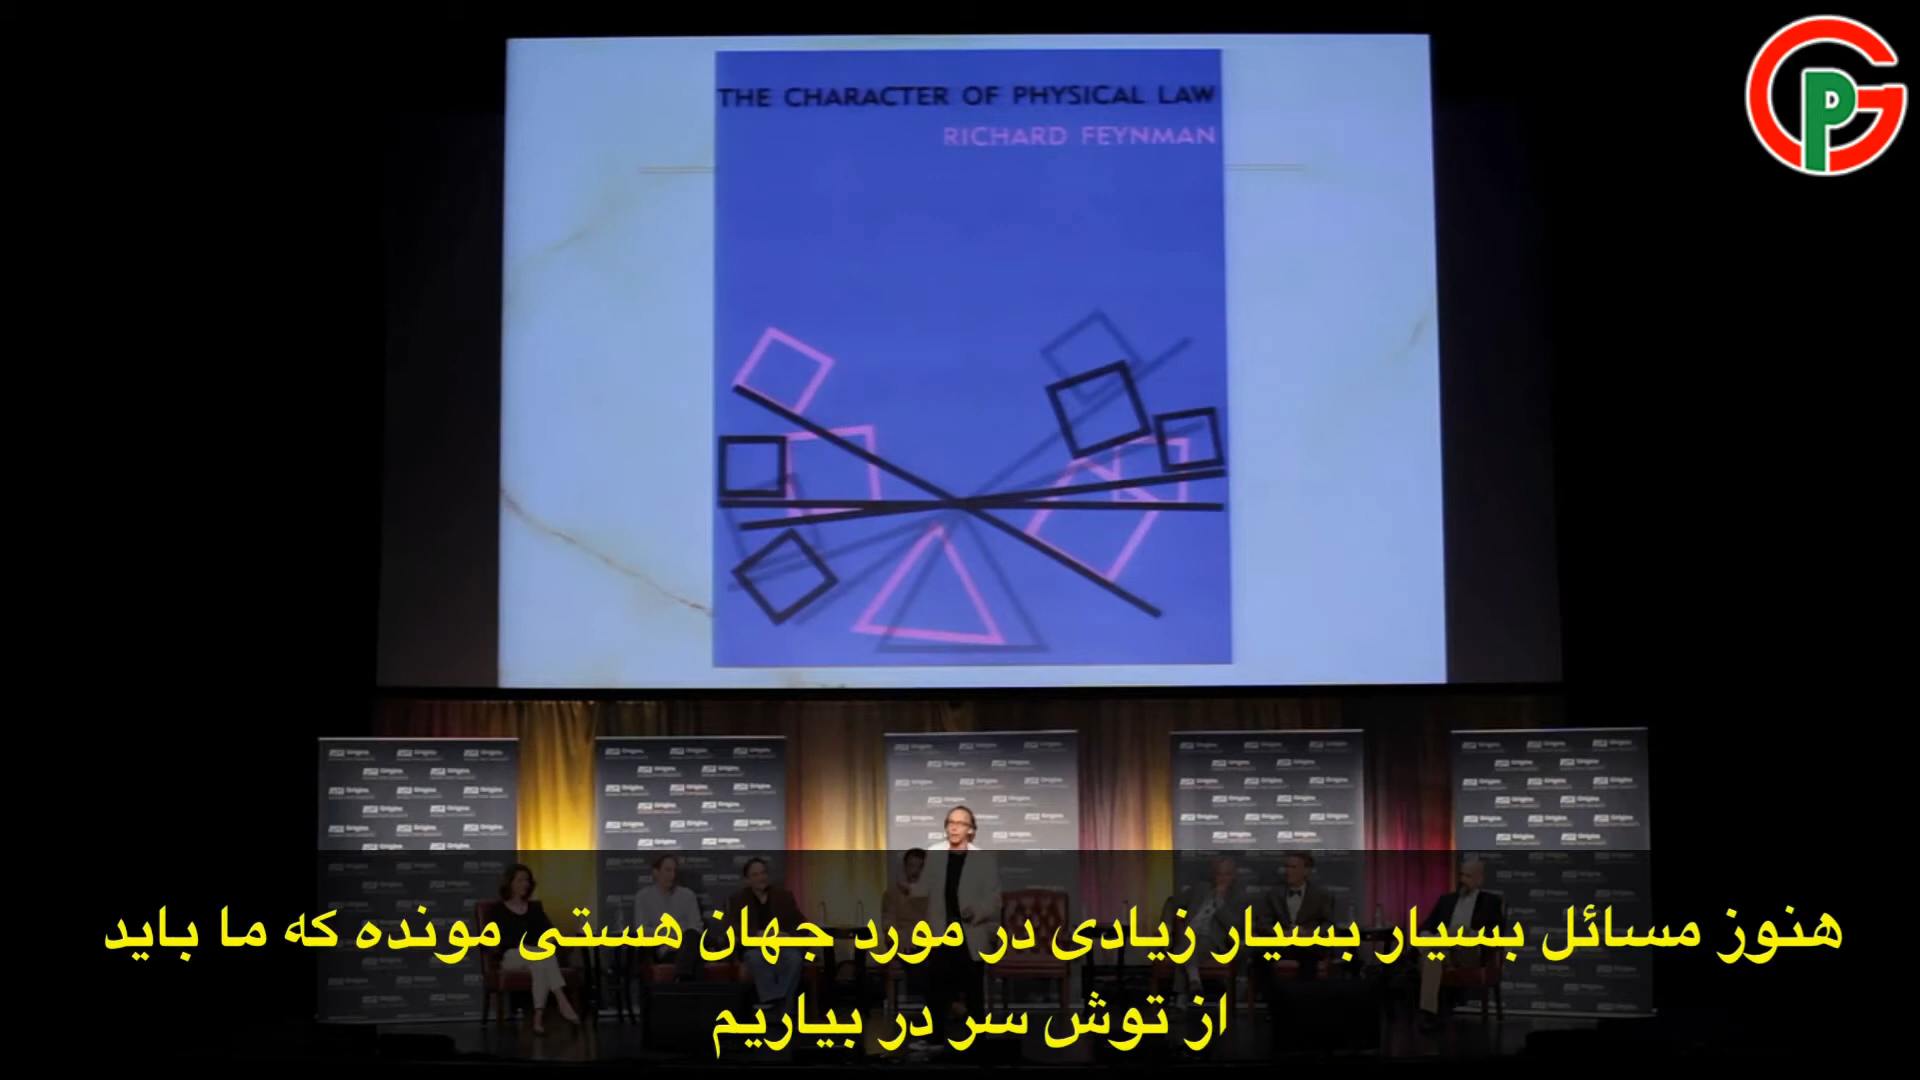 THE CHARACTER OF PHYSICAL LAW
RICHARD FEYNMAN
GP
هنوز مسائل بسیار بسیار زیادی در مورد جهان هستی مونده که ما باید
از توش سر در بیاریم